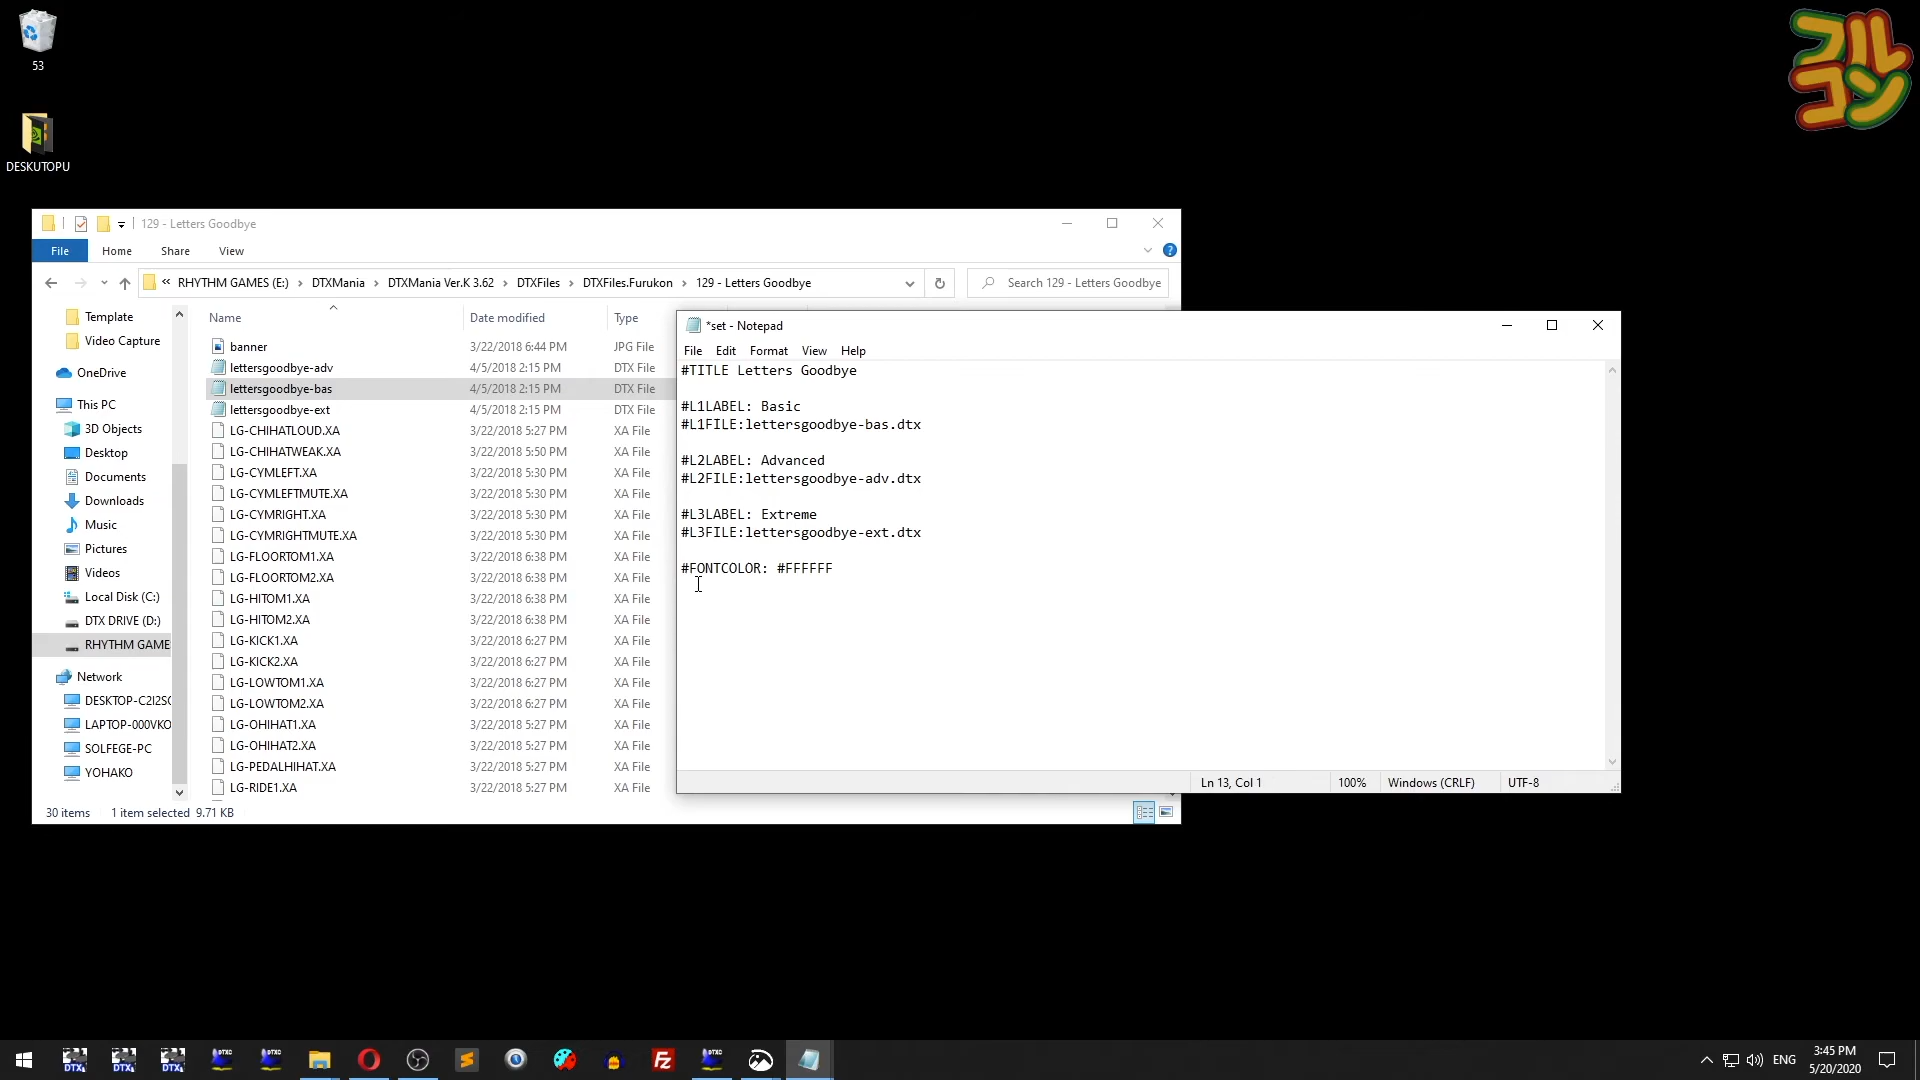 53
DESKUTOPU
フル
コン
129 - Letters Goodbye
File Home Share View
« RHYTHM GAMES (E:) › DTXMania › DTXMania Ver.K 3.62 › DTXFiles › DTXFiles.Furukon › 129 - Letters Goodbye
Search 129 - Letters Goodbye
Template
Video Capture
OneDrive
This PC
3D Objects
Desktop
Documents
Downloads
Music
Pictures
Videos
Local Disk (C:)
DTX DRIVE (D:)
RHYTHM GAME
Network
DESKTOP-C2I2S
LAPTOP-000VKO
SOLFEGE-PC
YOHAKO
Name Date modified Type
banner 3/22/2018 6:44 PM JPG File
lettersgoodbye-adv 4/5/2018 2:15 PM DTX File
lettersgoodbye-bas 4/5/2018 2:15 PM DTX File
lettersgoodbye-ext 4/5/2018 2:15 PM DTX File
LG-CHIHATLOUD.XA 3/22/2018 5:27 PM XA File
LG-CHIHATWEAK.XA 3/22/2018 5:50 PM XA File
LG-CYMLEFT.XA 3/22/2018 5:30 PM XA File
LG-CYMLEFTMUTE.XA 3/22/2018 5:30 PM XA File
LG-CYMRIGHT.XA 3/22/2018 5:30 PM XA File
LG-CYMRIGHTMUTE.XA 3/22/2018 5:30 PM XA File
LG-FLOORTOM1.XA 3/22/2018 6:38 PM XA File
LG-FLOORTOM2.XA 3/22/2018 6:38 PM XA File
LG-HITOM1.XA 3/22/2018 6:38 PM XA File
LG-HITOM2.XA 3/22/2018 6:38 PM XA File
LG-KICK1.XA 3/22/2018 6:27 PM XA File
LG-KICK2.XA 3/22/2018 6:27 PM XA File
LG-LOWTOM1.XA 3/22/2018 6:27 PM XA File
LG-LOWTOM2.XA 3/22/2018 6:27 PM XA File
LG-OHIHAT1.XA 3/22/2018 5:27 PM XA File
LG-OHIHAT2.XA 3/22/2018 5:27 PM XA File
LG-PEDALHIHAT.XA 3/22/2018 5:27 PM XA File
LG-RIDE1.XA 3/22/2018 5:27 PM XA File
30 items 1 item selected 9.71 KB
*set - Notepad
File Edit Format View Help
#TITLE Letters Goodbye
#L1LABEL: Basic
#L1FILE:lettersgoodbye-bas.dtx
#L2LABEL: Advanced
#L2FILE:lettersgoodbye-adv.dtx
#L3LABEL: Extreme
#L3FILE:lettersgoodbye-ext.dtx
#FONTCOLOR: #FFFFFF
Ln 13, Col 1 100% Windows (CRLF) UTF-8
ENG
3:45 PM
5/20/2020